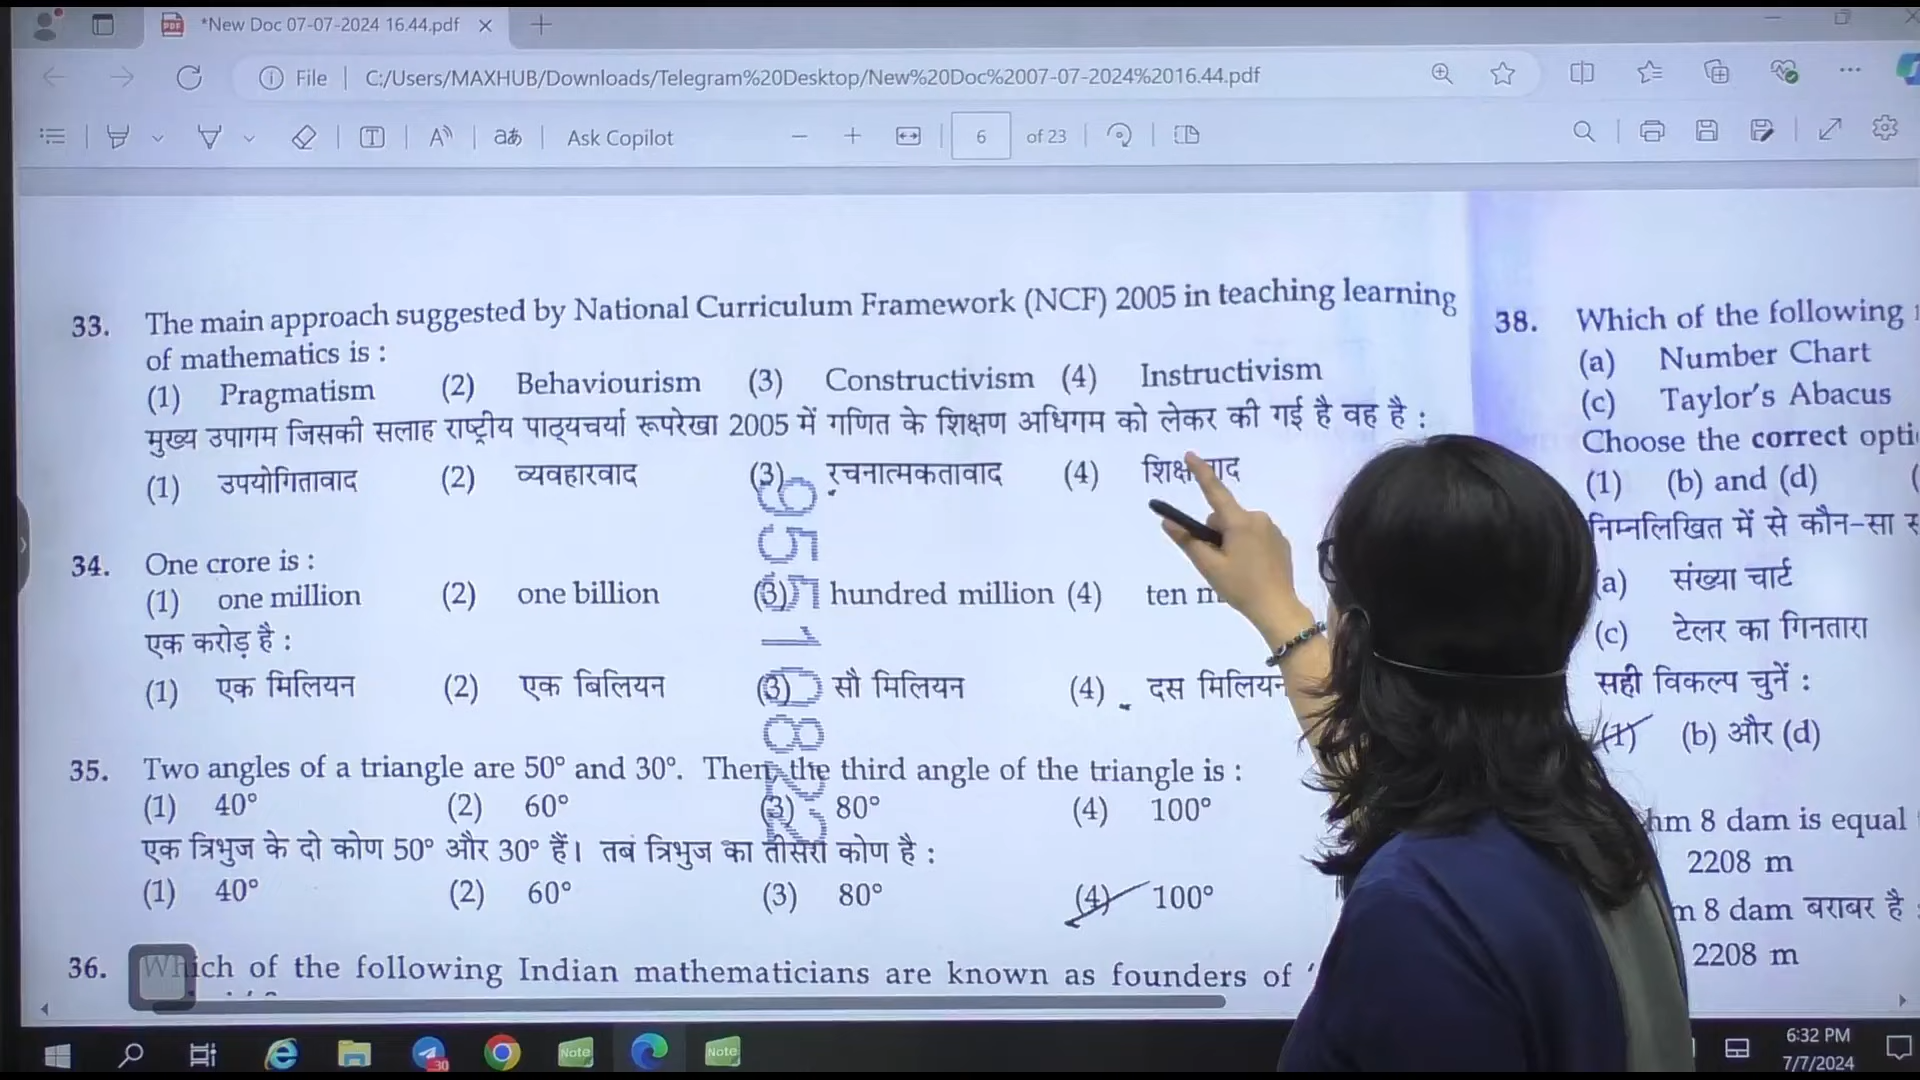 *New Doc 07-07-2024 16.44.pdf
File C:/Users/MAXHUB/Downloads/Telegram%20Desktop/New%20Doc%2007-07-2024%2016.44.pdf
aあ Ask Copilot 6 of 23
33. The main approach suggested by National Curriculum Framework (NCF) 2005 in teaching learning
of mathematics is :
(1) Pragmatism (2) Behaviourism (3) Constructivism (4) Instructivism
मुख्य उपागम जिसकी सलाह राष्ट्रीय पाठ्यचर्या रूपरेखा 2005 में गणित के शिक्षण अधिगम को लेकर की गई है वह है :
(1) उपयोगितावाद (2) व्यवहारवाद (3) रचनात्मकतावाद (4)
34. One crore is :
(1) one million (2) one billion (3) hundred million (4) ten
एक करोड़ है :
(1) एक मिलियन (2) एक बिलियन (3) सौ मिलियन (4) दस मिलियन
35. Two angles of a triangle are 50° and 30°. Then, the third angle of the triangle is :
(1) 40° (2) 60° (3) 80° (4) 100°
एक त्रिभुज के दो कोण 50° और 30° हैं। तब त्रिभुज का तीसरा कोण है :
(1) 40° (2) 60° (3) 80° (4) 100°
36. Which of the following Indian mathematicians are known as founders of '
38. Which of the following
(a) Number Chart
(c) Taylor's Abacus
Choose the correct
(1) (b) and (d)
निम्नलिखित में से कौन-सा
(a) संख्या चार्ट
(c) टेलर का गिनतारा
सही विकल्प चुनें :
(1) (b) और (d)
hm 8 dam is equal
2208 m
8 dam बराबर है
2208 m
30
Note
Note
6:32 PM
7/7/2024